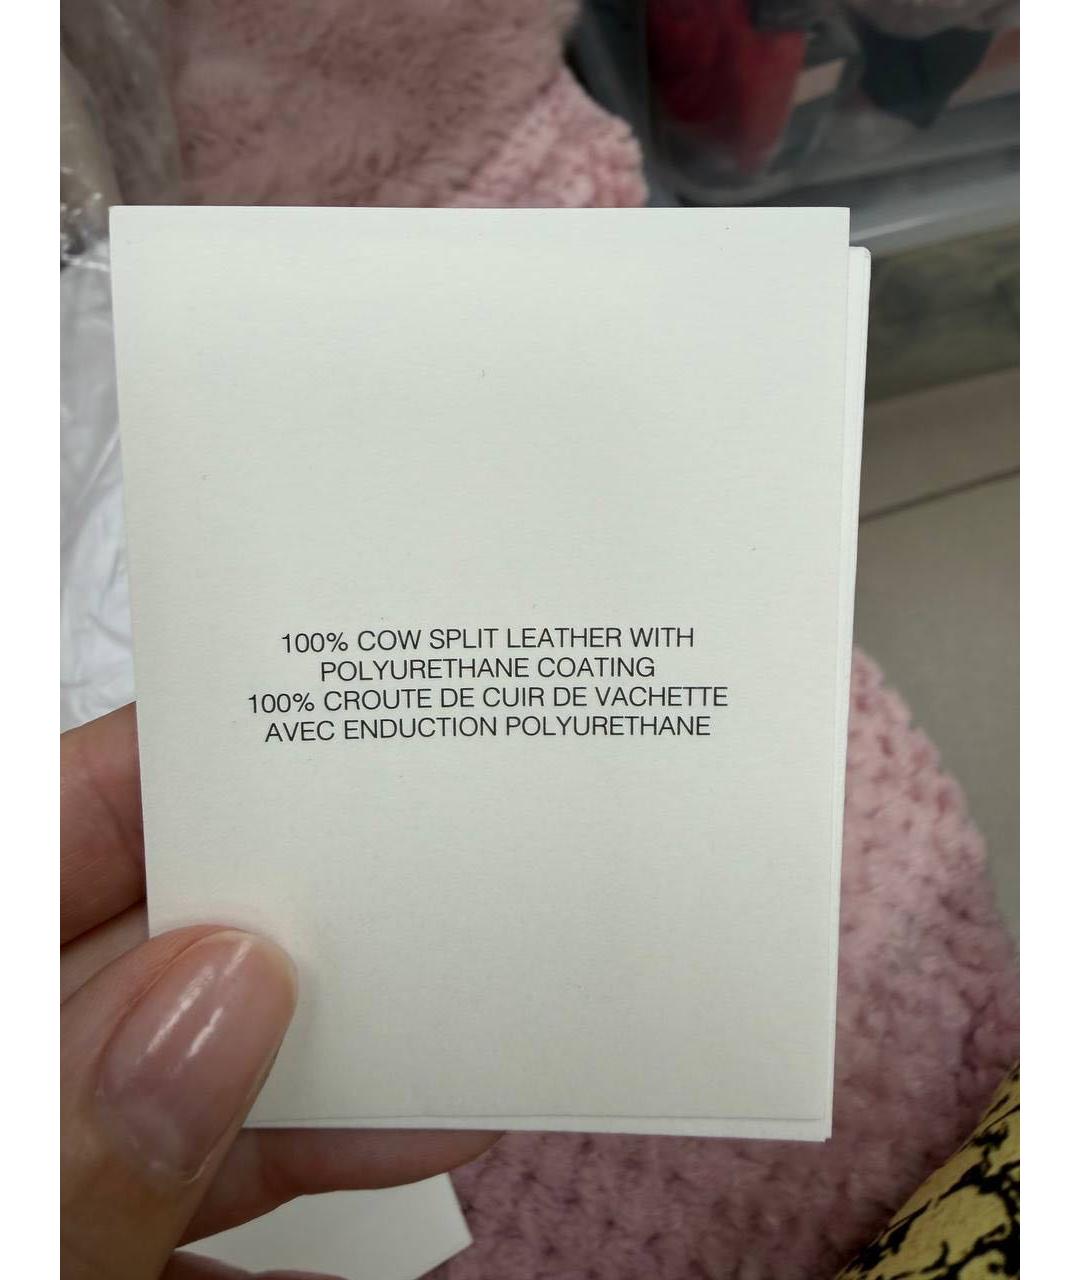 100% COW SPLIT LEATHER WITH
POLYURETHANE COATING
100% CROUTE DE CUIR DE VACHETTE
AVEC ENDUCTION POLYURETHANE